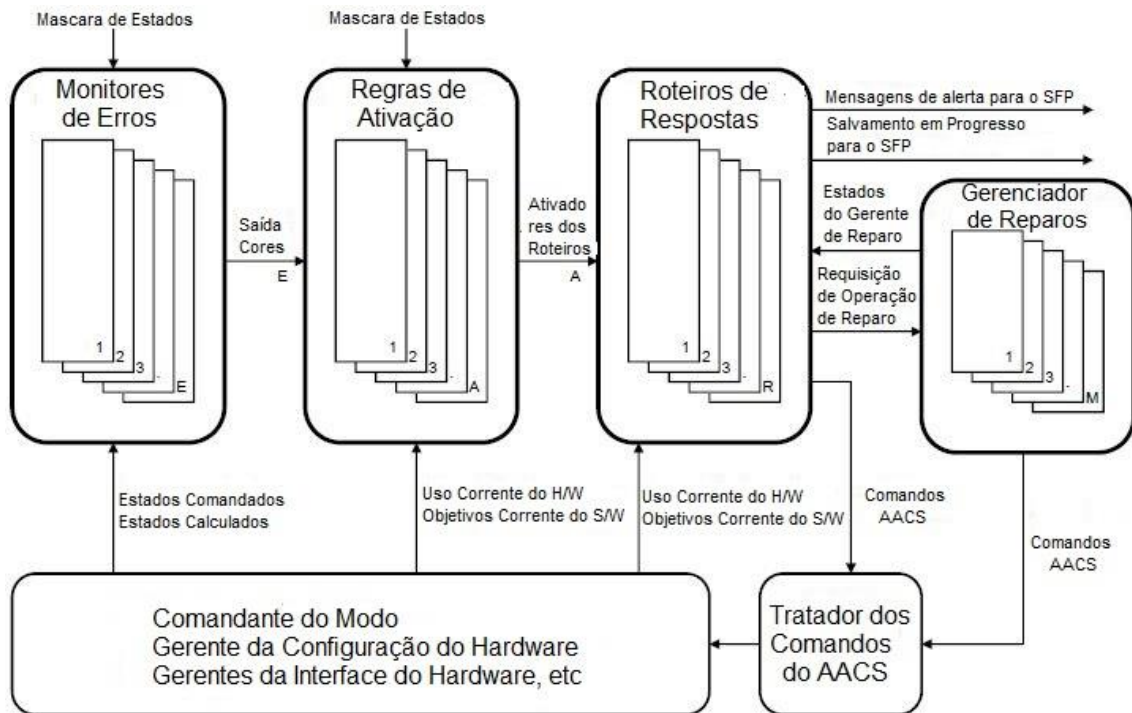 Mascara de Estados
Mascara de Estados
Monitores
de Erros
1
2
3
.
E
Saída
Cores
E
Regras de
Ativação
1
2
3
.
A
Ativado
res dos
Roteiros
A
Roteiros de
Respostas
1
2
3
.
R
Mensagens de alerta para o SFP
Salvamento em Progresso
para o SFP
Estados
do Gerente
de Reparo
Requisição
de Operação
de Reparo
Gerenciador
de Reparos
1
2
3
.
M
Estados Comandados
Estados Calculados
Uso Corrente do H/W
Objetivos Corrente do S/W
Uso Corrente do H/W
Objetivos Corrente do S/W
Comandos
AACS
Comandos
AACS
Comandante do Modo
Gerente da Configuração do Hardware
Gerentes da Interface do Hardware, etc
Tratador dos
Comandos
do AACS